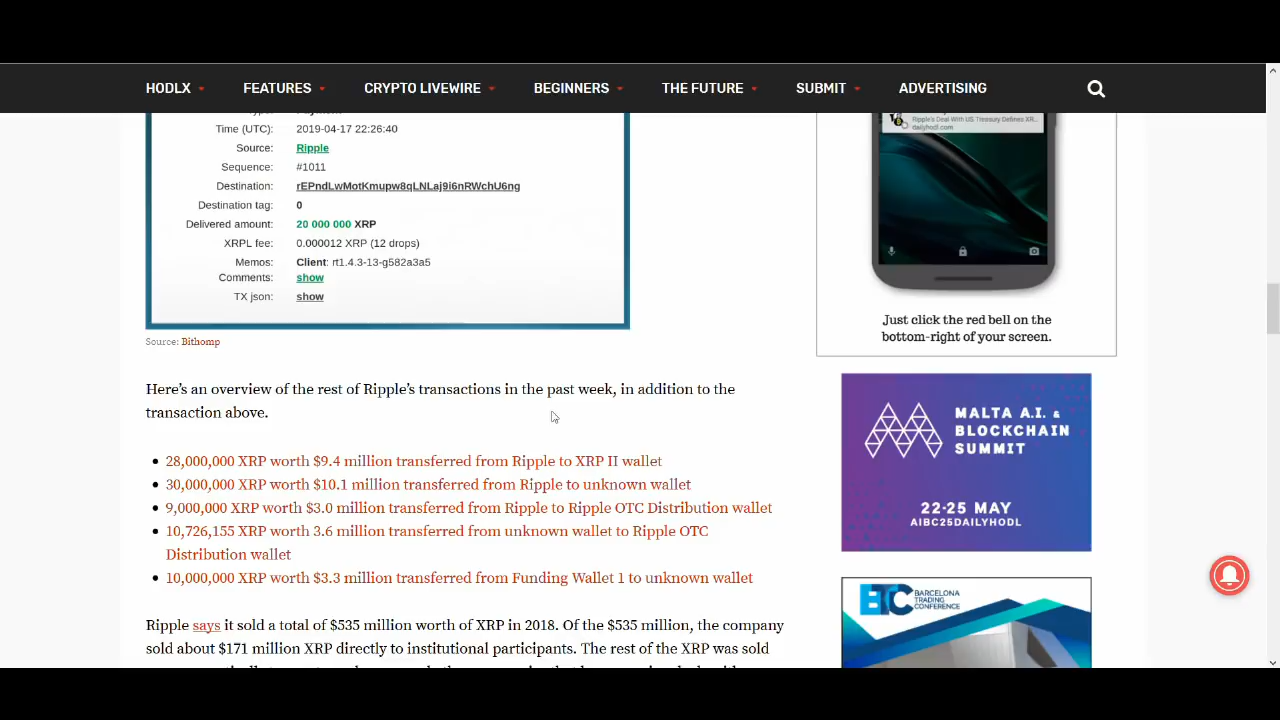 HODLX FEATURES CRYPTO LIVEWIRE BEGINNERS THE FUTURE SUBMIT ADVERTISING
Time (UTC): 2019-04-17 22:26:40
Source: Ripple
Sequence: #1011
Destination: rEPndLwMotKmupw8qLNLaj9i6nRWchU6ng
Destination tag: 0
Delivered amount: 20 000 000 XRP
XRPL fee: 0.000012 XRP (12 drops)
Memos: Client: rt1.4.3-13-g582a3a5
Comments: show
TX json: show
Source: Bithomp
Here's an overview of the rest of Ripple's transactions in the past week, in addition to the
transaction above.
28,000,000 XRP worth $9.4 million transferred from Ripple to XRP II wallet
30,000,000 XRP worth $10.1 million transferred from Ripple to unknown wallet
9,000,000 XRP worth $3.0 million transferred from Ripple to Ripple OTC Distribution wallet
10,726,155 XRP worth 3.6 million transferred from unknown wallet to Ripple OTC
Distribution wallet
10,000,000 XRP worth $3.3 million transferred from Funding Wallet 1 to unknown wallet
Ripple says it sold a total of $535 million worth of XRP in 2018. Of the $535 million, the company
sold about $171 million XRP directly to institutional participants. The rest of the XRP was sold
Ripple's Deal With US Treasury Defines XR...
dailyhodl.com
Just click the red bell on the
bottom-right of your screen.
MALTA A.I. &
BLOCKCHAIN
SUMMIT
22-25 MAY
AIBC25DAILYHODL
BTC BARCELONA
TRADING
CONFERENCE